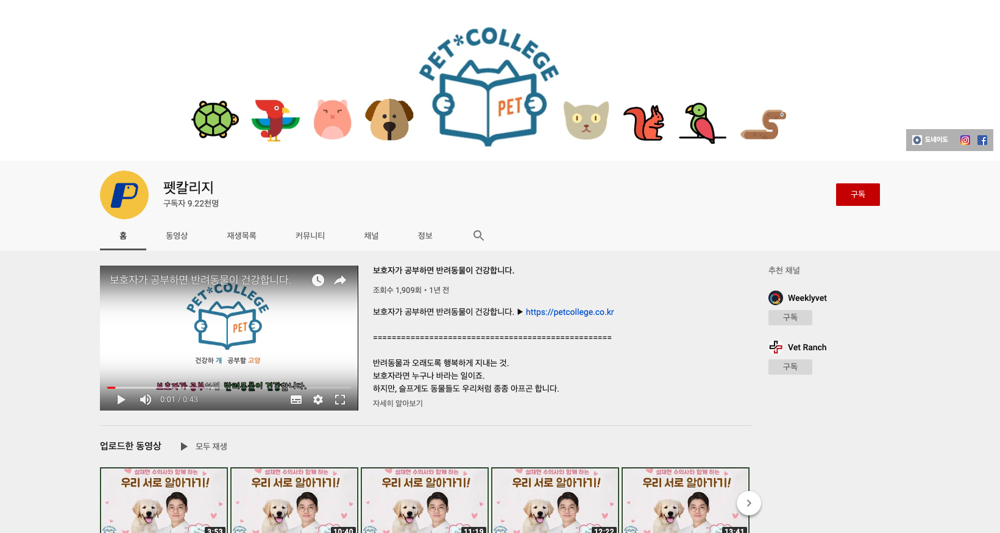 PET*COLLEGE
PET
도네이도
펫칼리지
구독자 9.22천명
구독
홈
동영상
재생목록
커뮤니티
채널
정보
보호자가 공부하면 반려동물이 건강합니다.
PET*COLLEGE
PET
건강하 개 공부할 고양
보호자가 공부하면 반려동물이 건강합니다.
0:01 / 0:43
보호자가 공부하면 반려동물이 건강합니다.
조회수 1,909회 • 1년 전
보호자가 공부하면 반려동물이 건강합니다. ▶ https://petcollege.co.kr
===================================================
반려동물과 오래도록 행복하게 지내는 것.
보호자라면 누구나 바라는 일이죠.
하지만, 슬프게도 동물들도 우리처럼 종종 아프곤 합니다.
자세히 알아보기
추천 채널
Weeklyvet
구독
Vet Ranch
구독
업로드한 동영상
모두 재생
설채현 수의사와 함께 하는
우리 서로 알아가기!
3:53
설채현 수의사와 함께 하는
우리 서로 알아가기!
10:40
설채현 수의사와 함께 하는
우리 서로 알아가기!
11:19
설채현 수의사와 함께 하는
우리 서로 알아가기!
12:22
설채현 수의사와 함께 하는
우리 서로 알아가기!
13:41